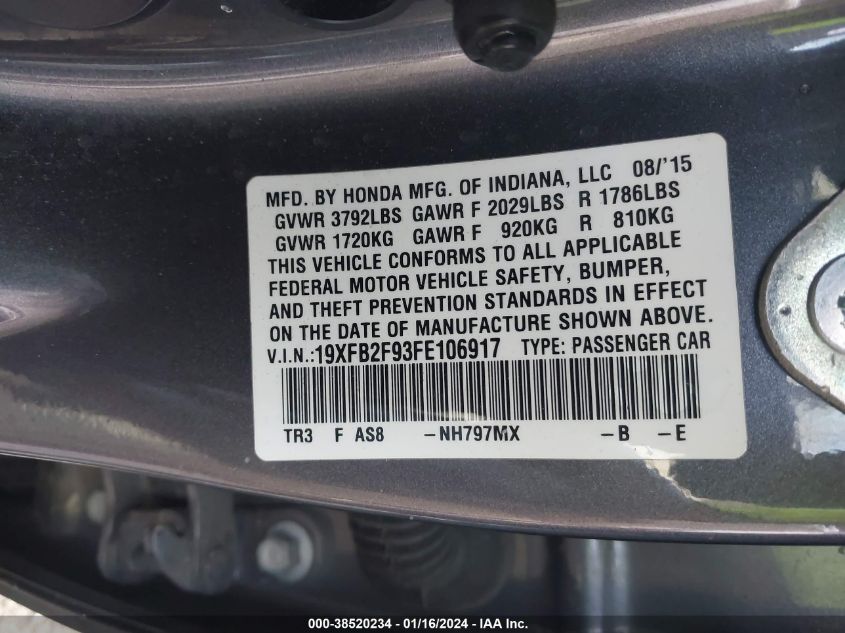 MFD. BY HONDA MFG. OF INDIANA, LLC 08/'15
GVWR 3792LBS GAWR F 2029LBS R 1786LBS
GVWR 1720KG GAWR F 920KG R 810KG
THIS VEHICLE CONFORMS TO ALL APPLICABLE
FEDERAL MOTOR VEHICLE SAFETY, BUMPER,
AND THEFT PREVENTION STANDARDS IN EFFECT
ON THE DATE OF MANUFACTURE SHOWN ABOVE.
V.I.N.:19XFB2F93FE106917 TYPE: PASSENGER CAR
TR3 F AS8 -NH797MX -B -E
000-38520234 - 01/16/2024 - IAAI.com